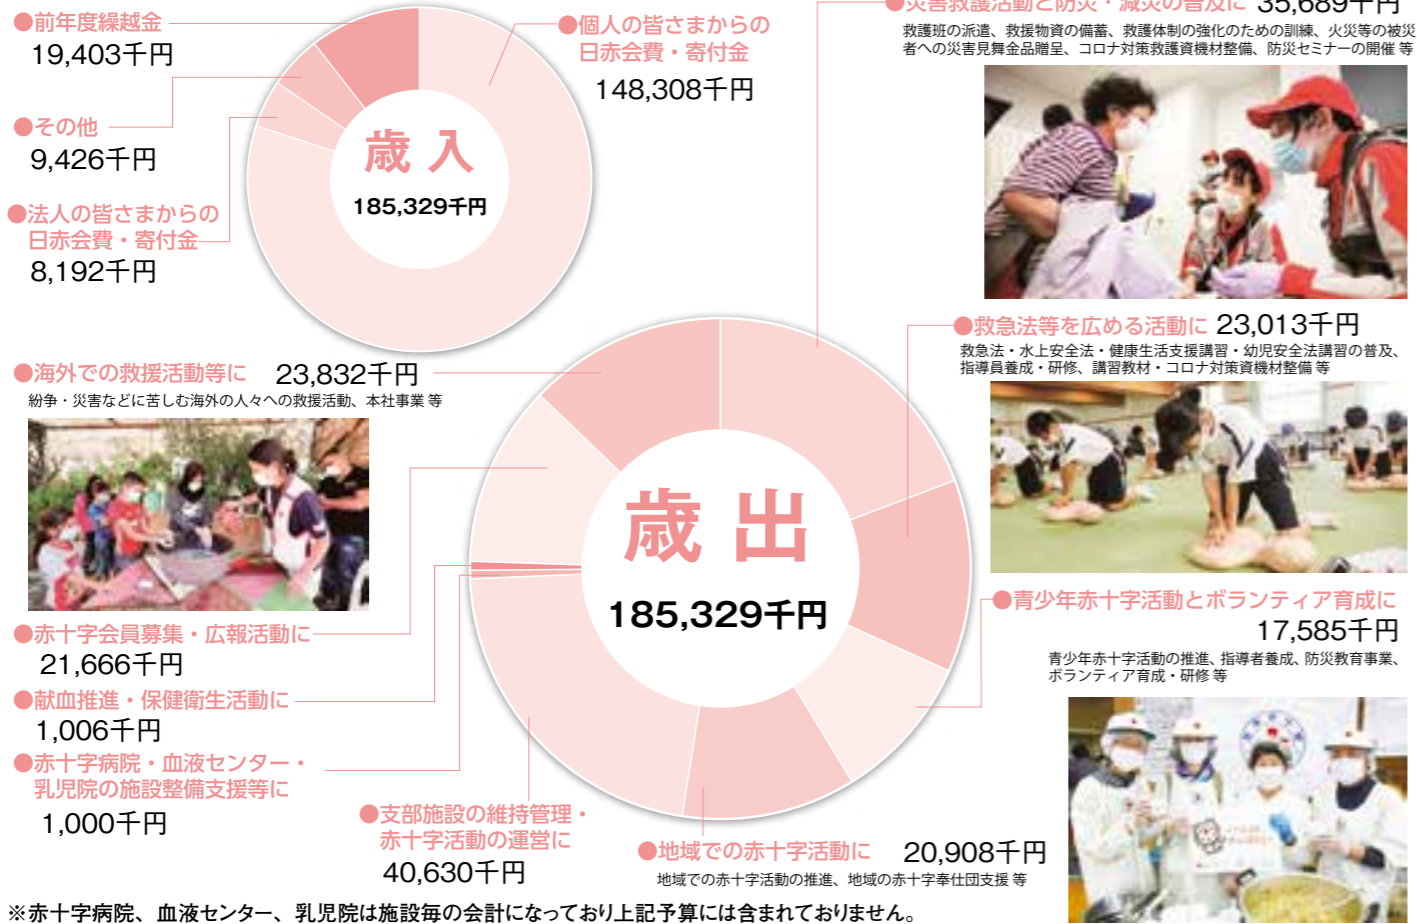 ●前年度繰越金
19,403千円
●その他
9,426千円
●法人の皆さまからの
日赤会費・寄付金
8,192千円
●個人の皆さまからの
日赤会費・寄付金
148,308千円
歳入
185,329千円
●災害救護活動と防災・減災の普及に 35,689千円
救護班の派遣、救援物資の備蓄、救護体制の強化のための訓練、火災等の被災
者への災害見舞金品贈呈、コロナ対策救護資機材整備、防災セミナーの開催 等
●救急法等を広める活動に 23,013千円
救急法・水上安全法・健康生活支援講習・幼児安全法講習の普及、
指導員養成・研修、講習教材・コロナ対策資機材整備 等
●青少年赤十字活動とボランティア育成に
17,585千円
青少年赤十字活動の推進、指導者養成、防災教育事業、
ボランティア育成・研修 等
●海外での救援活動等に 23,832千円
紛争・災害などに苦しむ海外の人々への救援活動、本社事業 等
歳出
185,329千円
●赤十字会員募集・広報活動に
21,666千円
●献血推進・保健衛生活動に
1,006千円
●赤十字病院・血液センター・
乳児院の施設整備支援等に
1,000千円
●支部施設の維持管理・
赤十字活動の運営に
40,630千円
●地域での赤十字活動に 20,908千円
地域での赤十字活動の推進、地域の赤十字奉仕団支援 等
※赤十字病院、血液センター、乳児院は施設毎の会計になっており上記予算には含まれておりません。